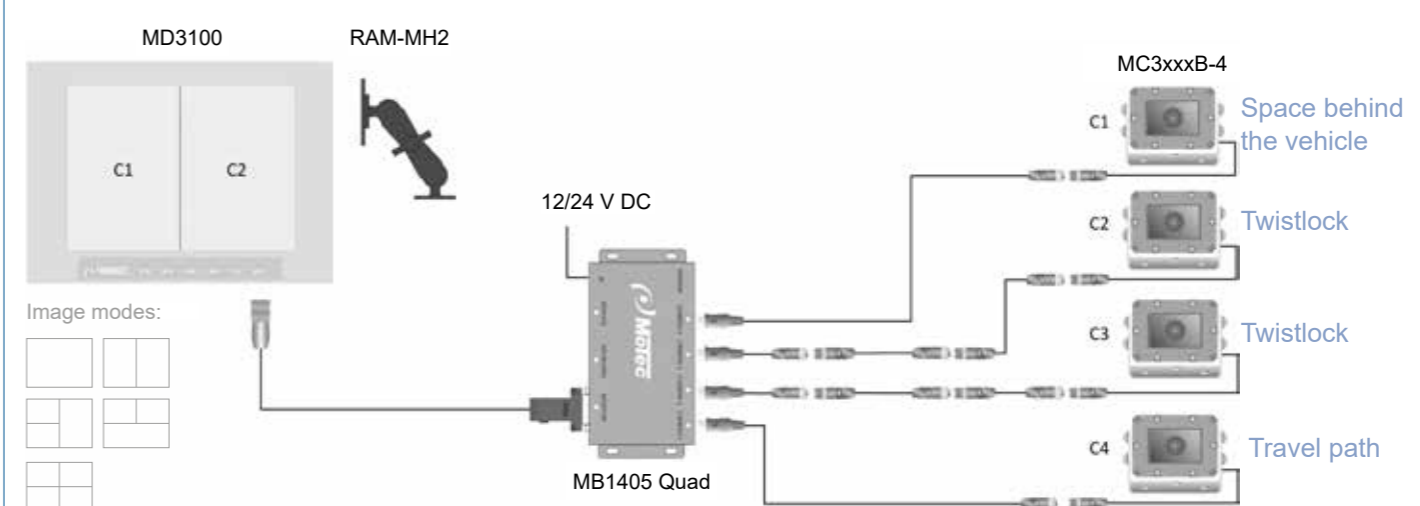 MD3100
RAM-MH2
MC3xxxB-4
C1
Space behind
the vehicle
C1
C2
12/24 V DC
C2
Twistlock
Image modes:
Motec
C3
Twistlock
C4
Travel path
MB1405 Quad